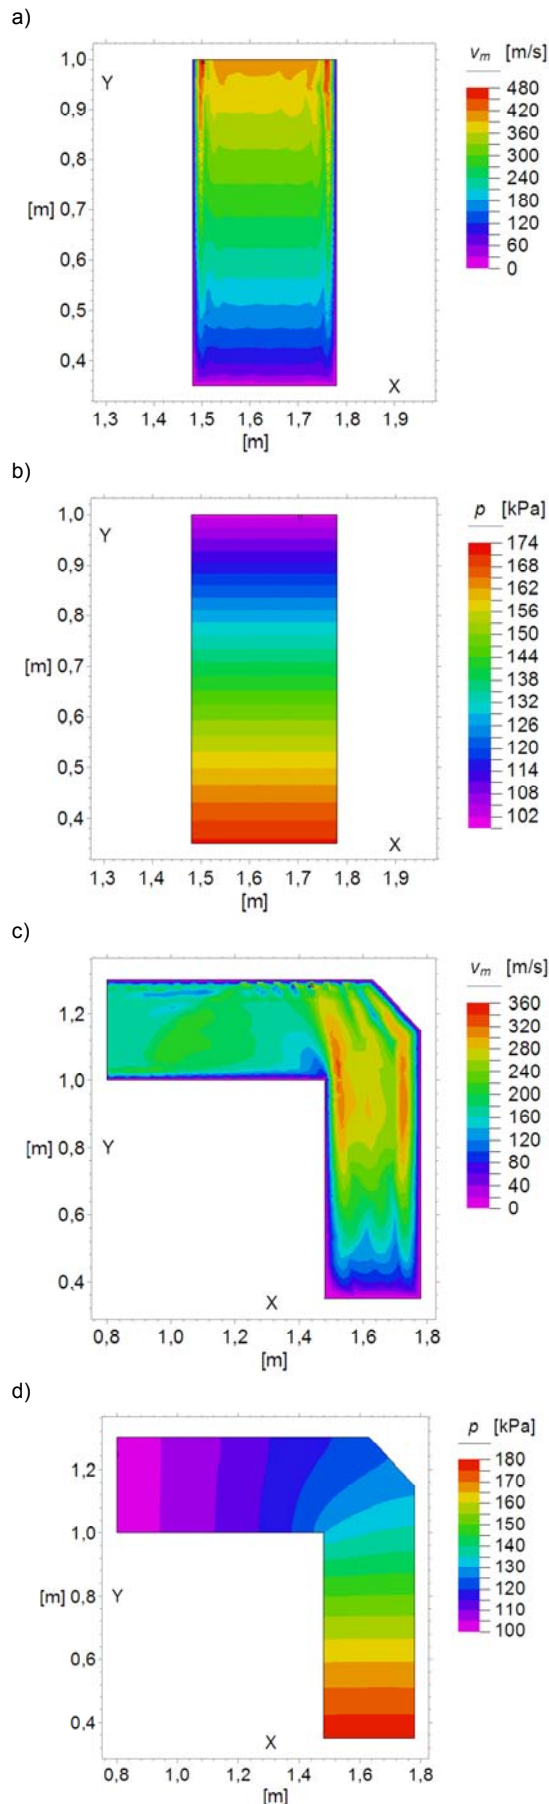 a)
v_m [m/s]
1,0
Y
480
0,9
420
360
0,8
300
[m] 0,7
240
180
0,6
120
0,5
60
0
0,4
X
1,3 1,4 1,5 1,6 1,7 1,8 1,9
[m]
b)
p [kPa]
1,0
Y
174
0,9
168
162
0,8
156
150
[m] 0,7
144
138
0,6
132
126
0,5
120
114
0,4
108
X
102
1,3 1,4 1,5 1,6 1,7 1,8 1,9
[m]
c)
v_m [m/s]
1,2
360
320
1,0
280
240
[m] 0,8
Y
200
160
0,6
120
80
0,4
40
X
0
0,8 1,0 1,2 1,4 1,6 1,8
[m]
d)
p [kPa]
1,2
180
170
1,0
160
150
[m] 0,8
Y
140
130
0,6
120
110
0,4
100
X
0,8 1,0 1,2 1,4 1,6 1,8
[m]